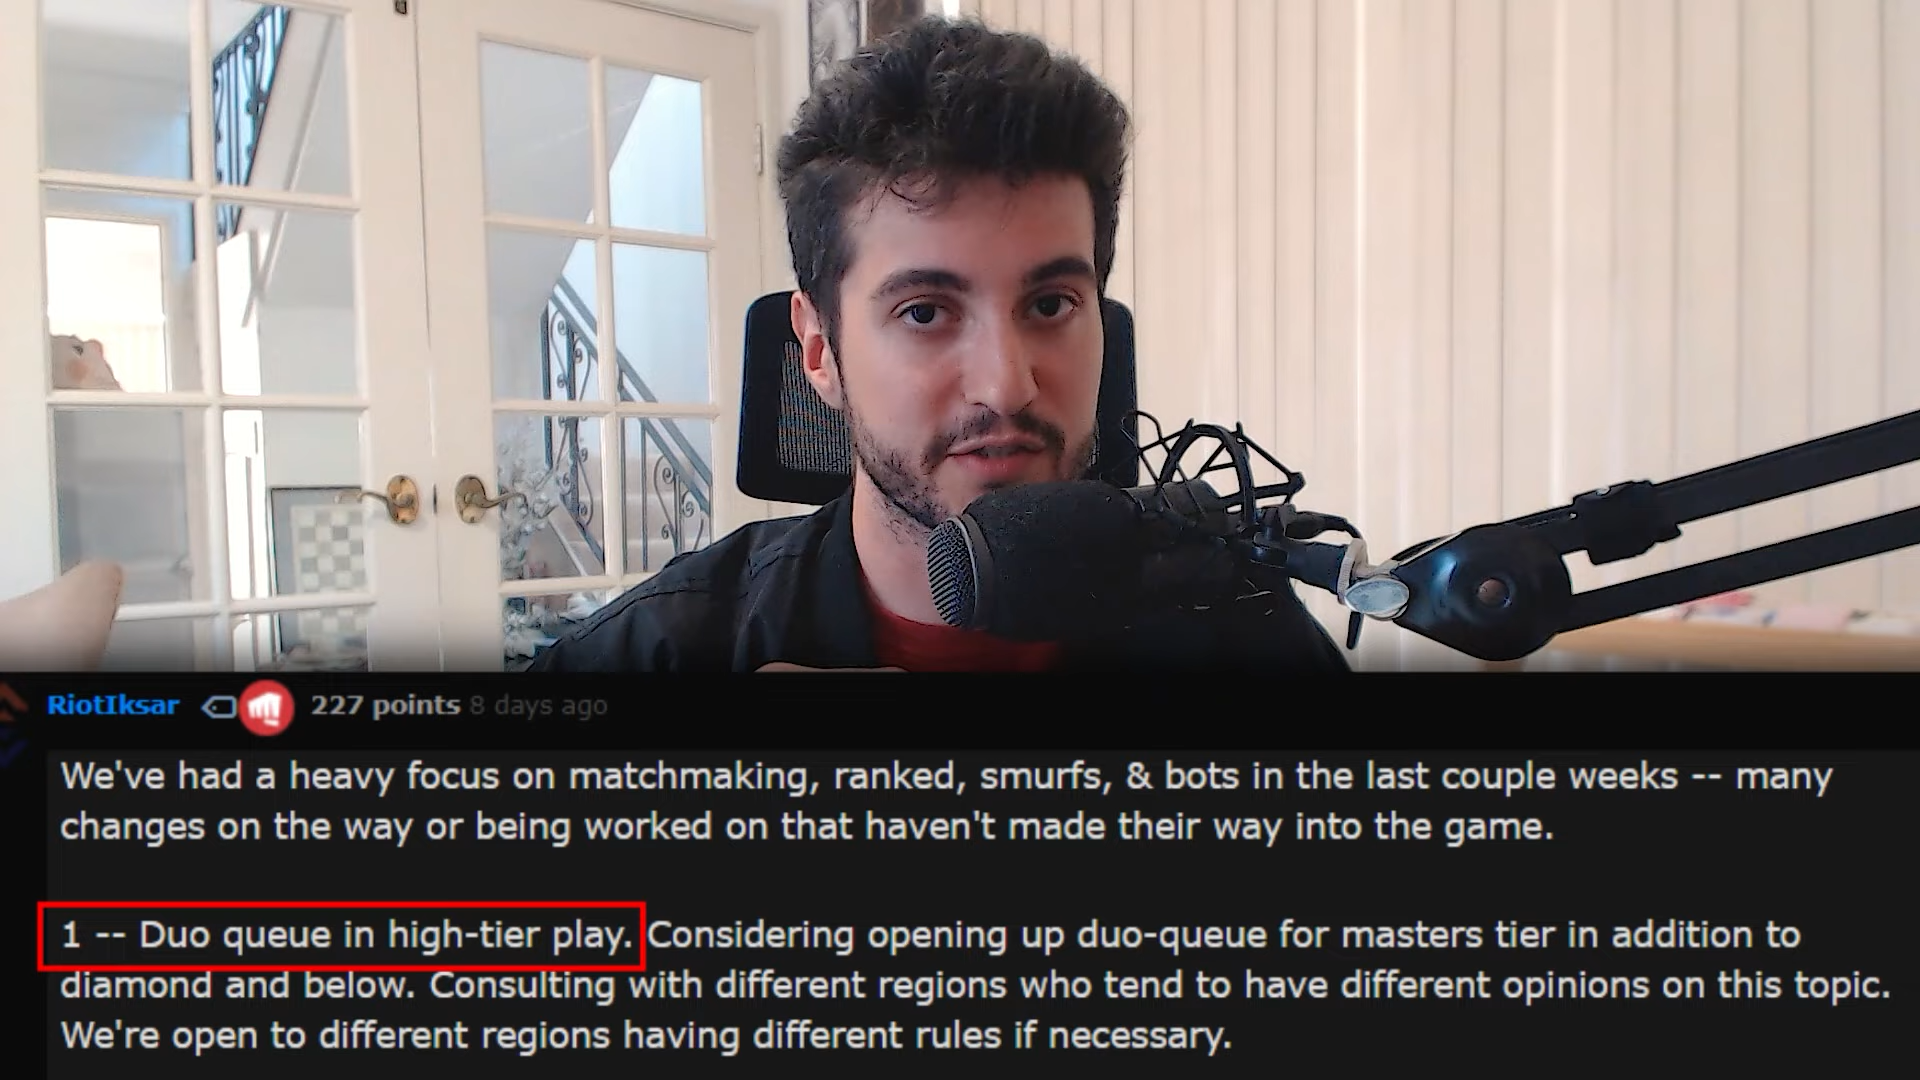 RiotIksar 227 points 8 days ago
We've had a heavy focus on matchmaking, ranked, smurfs, & bots in the last couple weeks -- many
changes on the way or being worked on that haven't made their way into the game.
1 -- Duo queue in high-tier play. Considering opening up duo-queue for masters tier in addition to
diamond and below. Consulting with different regions who tend to have different opinions on this topic.
We're open to different regions having different rules if necessary.